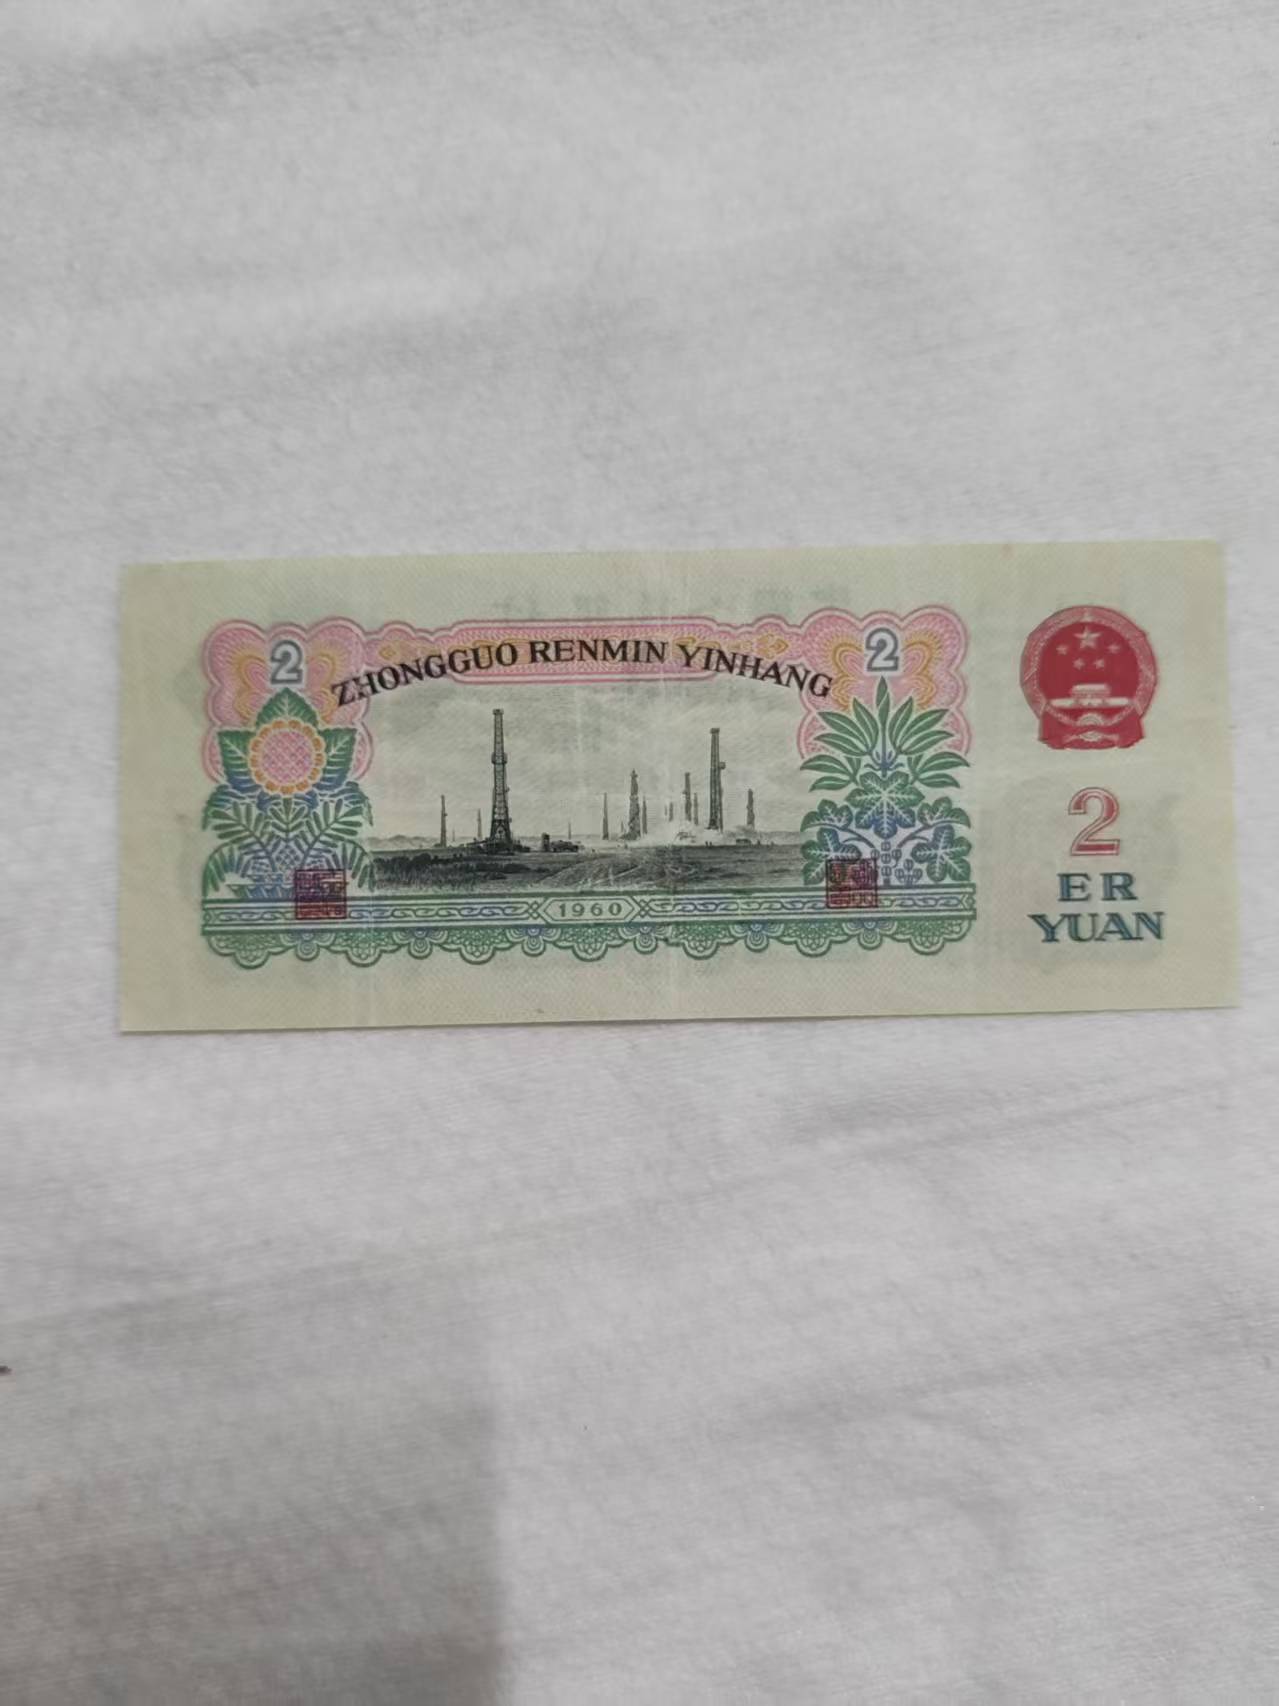 2
ZHONGGUO RENMIN YINHANG
2
1960
2
ER
YUAN